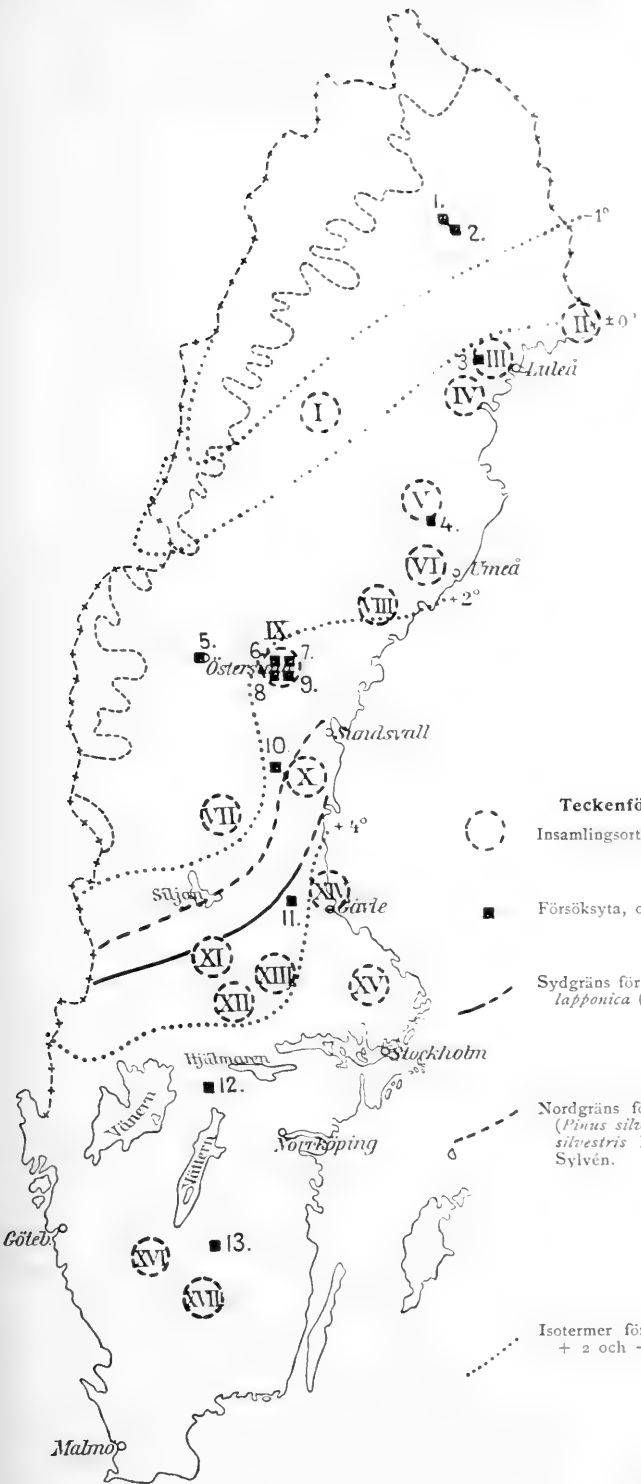 1.
2.
–1°
II
±0°
3
III
Luleå
IV
I
V
4.
VI
Umeå
VIII
+2°
IX.
5.
6.
7.
Östersund
8
9.
10.
Sundsvall
X
VII
+4°
Teckenfö
Insamlingsort
Siljan
XIV
Gävle
11.
Försöksyta, o
XI
XIII
XII
XV
Sydgräns för
lapponica (
Hjälmaren
Stockholm
12.
Vänern
Nordgräns fö
(Pinus silv
silvestris
Sylvén.
Norrköping
Vättern
Göteb.
13.
XVI
XVII
Isotermer för
+ 2 och
Malmö